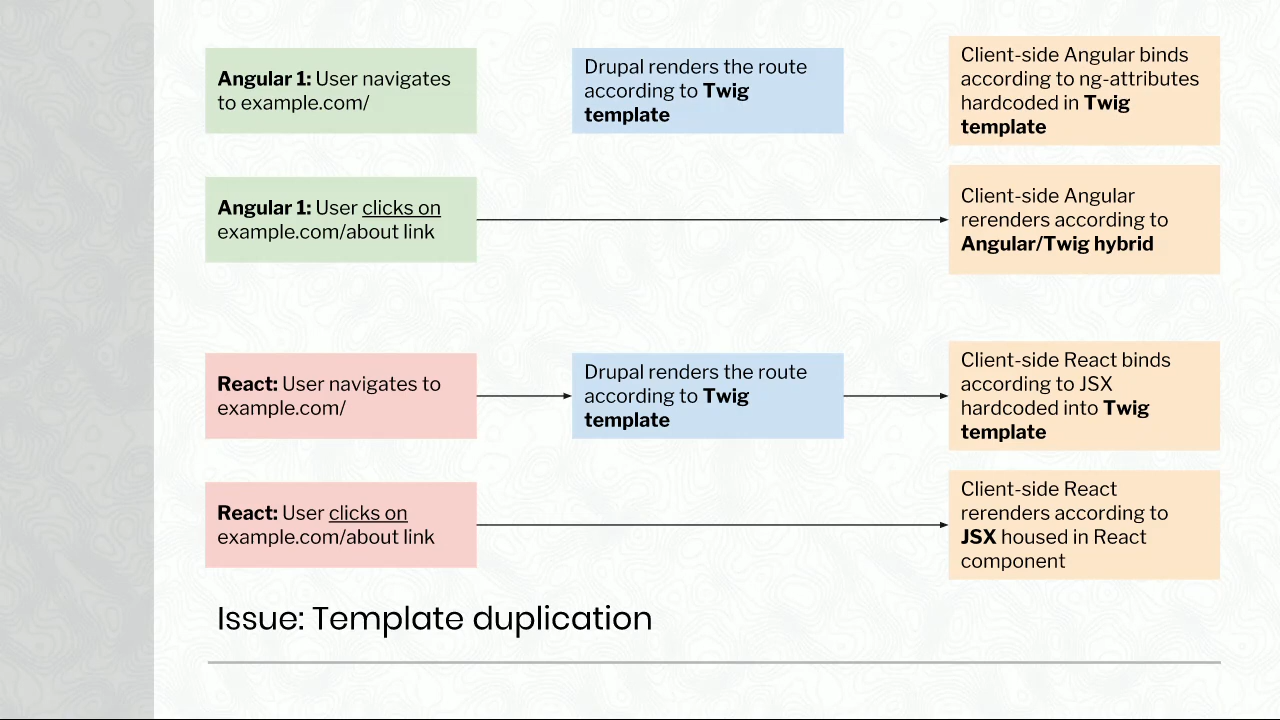 Angular 1: User navigates
to example.com/
Drupal renders the route
according to Twig
template
Client-side Angular binds
according to ng-attributes
hardcoded in Twig
template
Angular 1: User clicks on
example.com/about link
Client-side Angular
rerenders according to
Angular/Twig hybrid
React: User navigates to
example.com/
Drupal renders the route
according to Twig
template
Client-side React binds
according to JSX
hardcoded into Twig
template
React: User clicks on
example.com/about link
Client-side React
rerenders according to
JSX housed in React
component
Issue: Template duplication